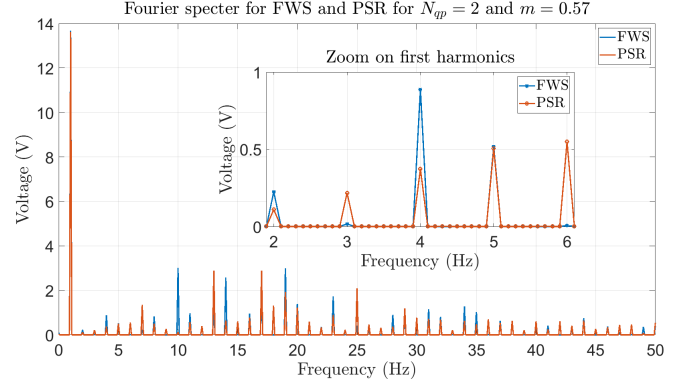 Fourier specter for FWS and PSR for N_{qp} = 2 and m = 0.57
14
12
10
8
6
4
2
0
Voltage (V)
0 5 10 15 20 25 30 35 40 45 50
Frequency (Hz)
FWS
PSR
Zoom on first harmonics
1
0.5
0
Voltage (V)
2 3 4 5 6
Frequency (Hz)
FWS
PSR